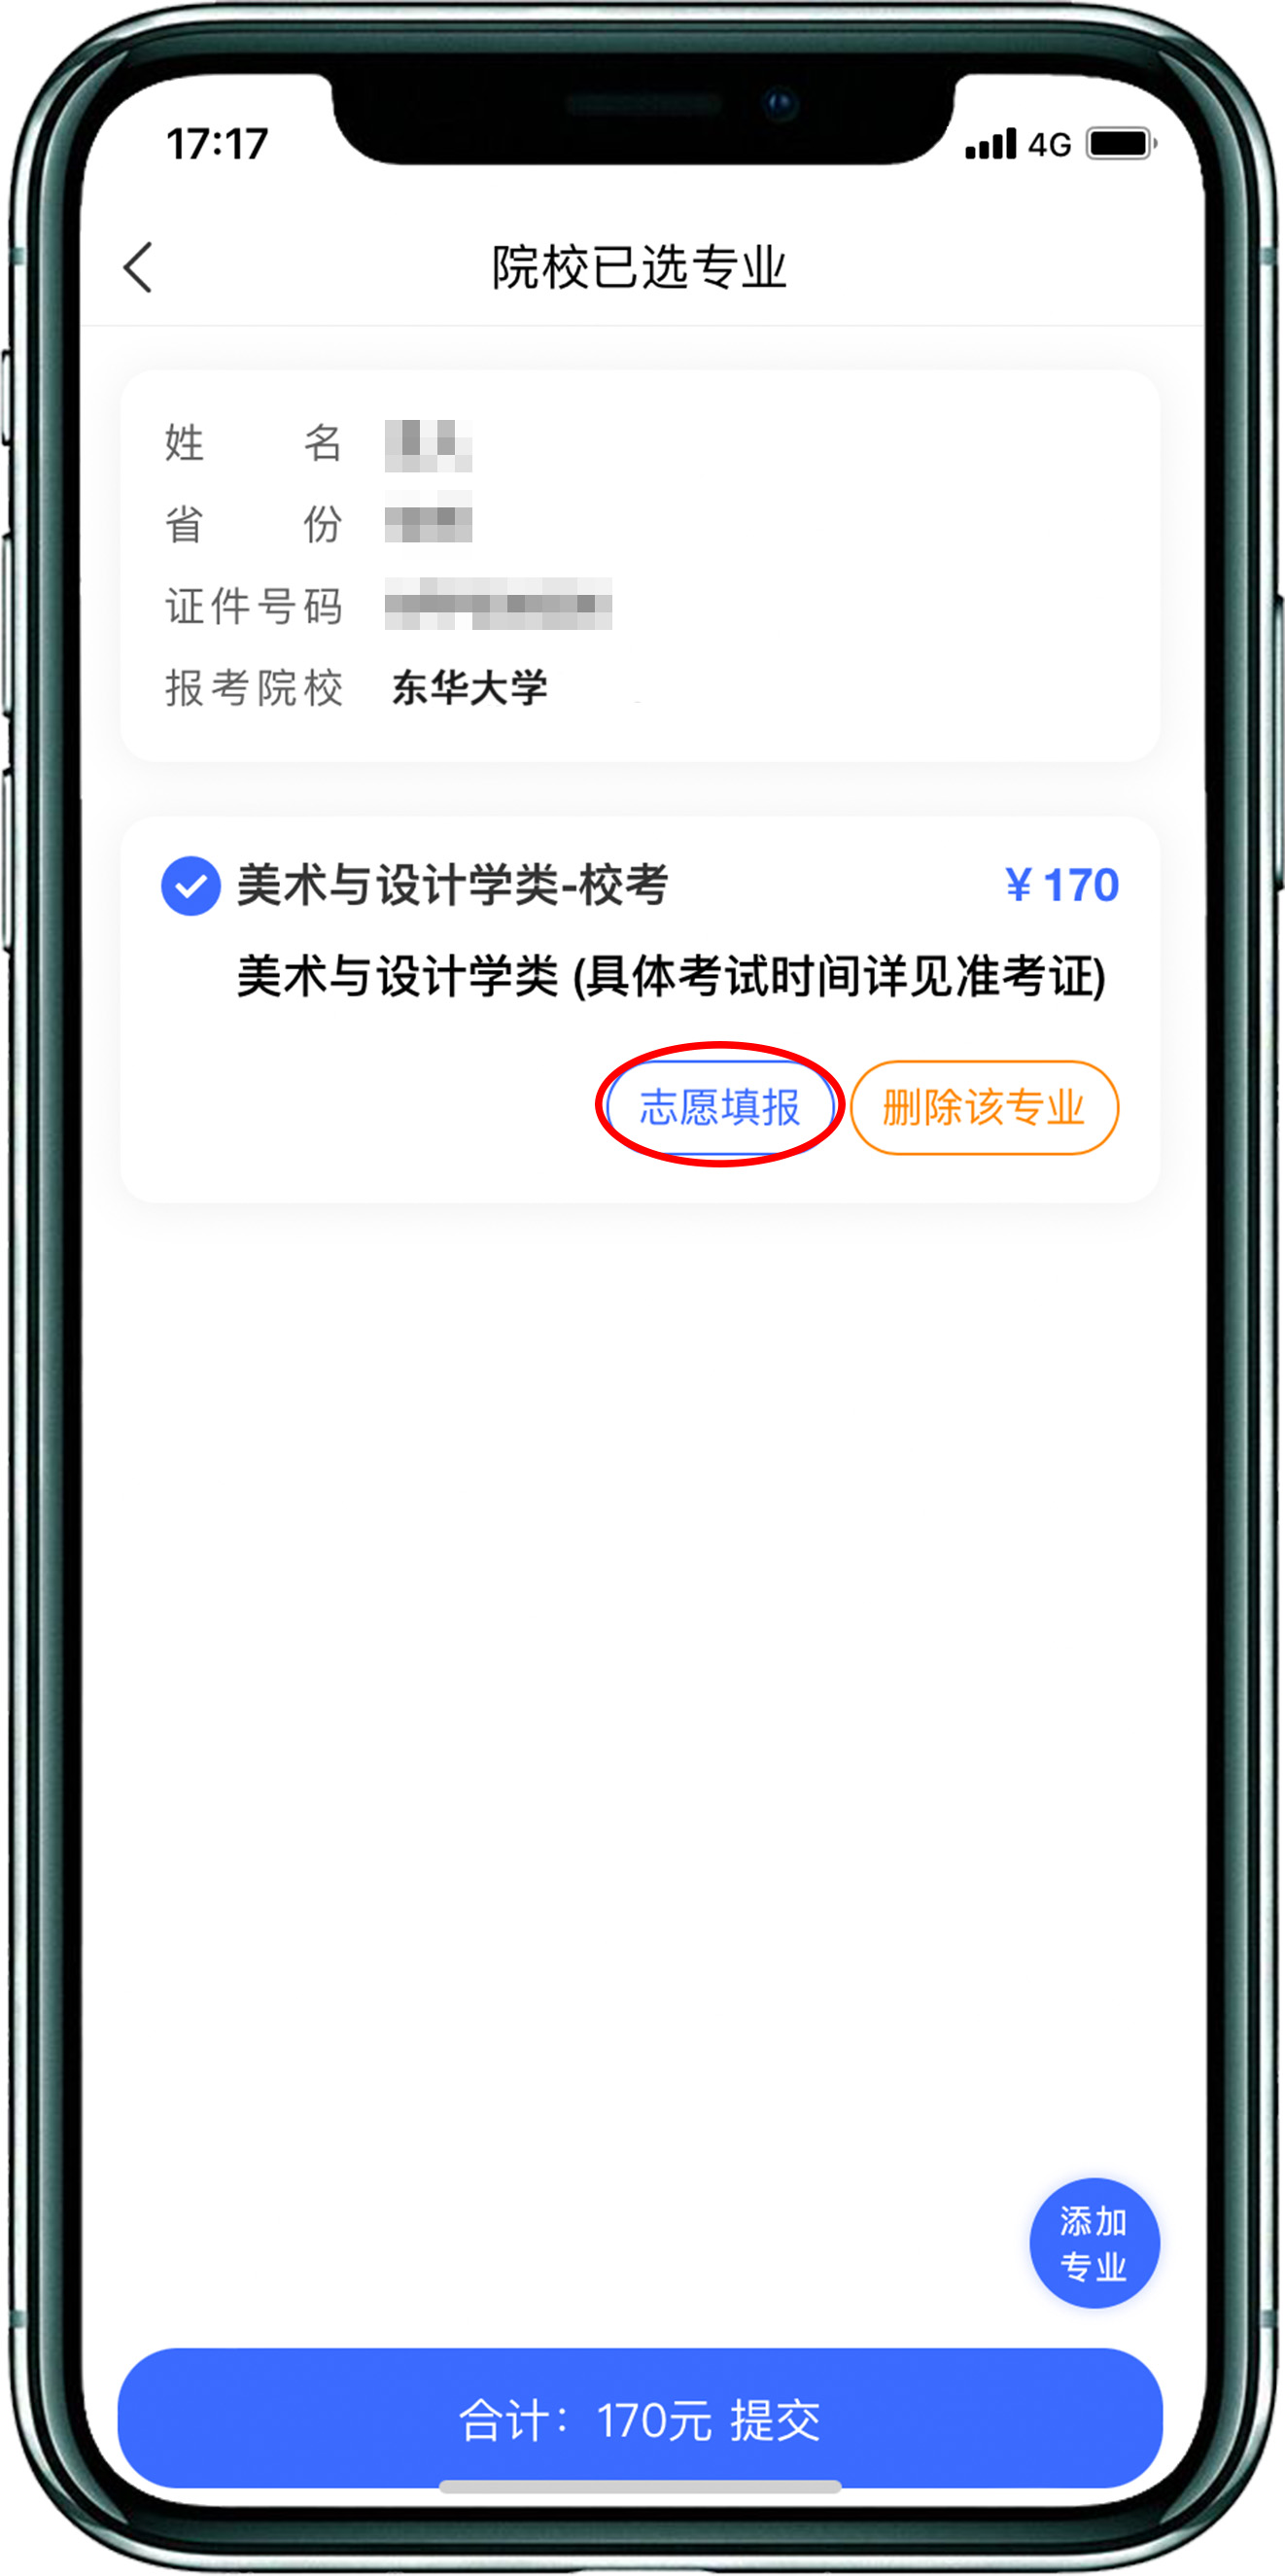 17:17 4G
院校已选专业
姓名
省份
证件号码
报考院校 东华大学
美术与设计学类-校考 ¥170
美术与设计学类 (具体考试时间详见准考证)
志愿填报 删除该专业
添加
专业
合计：170元 提交